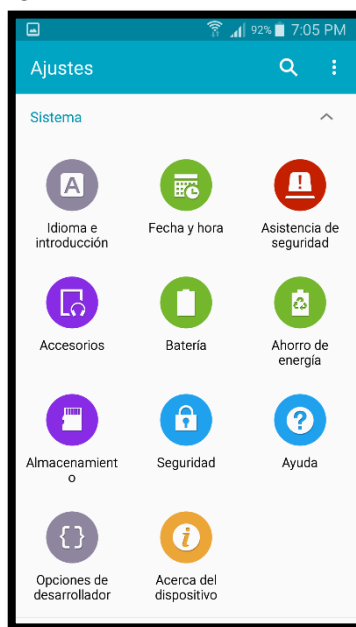 92% 7:05 PM
Ajustes
Sistema
A
Idioma e
introducción
Fecha y hora
Asistencia de
seguridad
Accesorios
Batería
Ahorro de
energía
Almacenamient
o
Seguridad
Ayuda
Opciones de
desarrollador
Acerca del
dispositivo